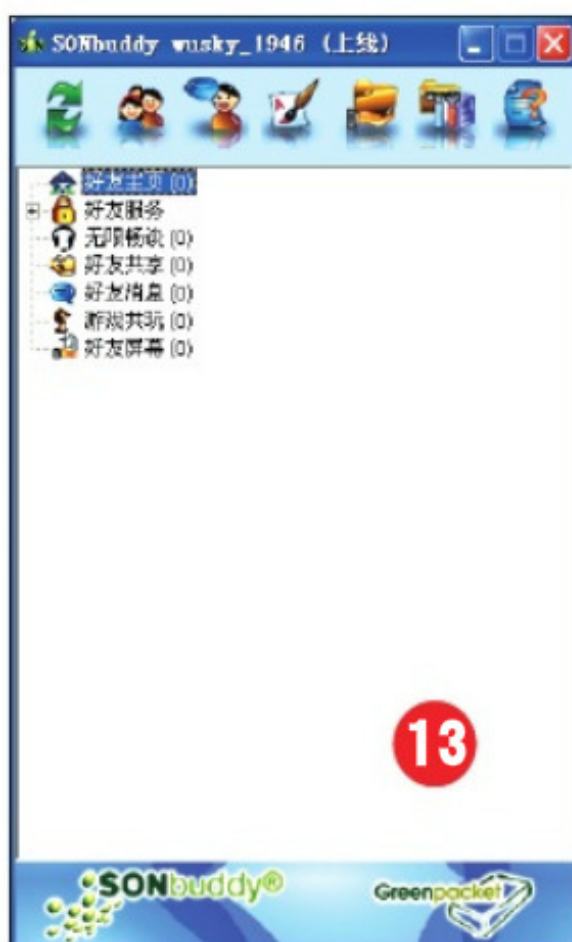 SONbuddy wusky_1946 (上线)
好友主页 (0)
好友服务
无限畅谈 (0)
好友共享 (0)
好友消息 (0)
游戏共玩 (0)
好友屏幕 (0)
13
SONbuddy®
Greenpacket